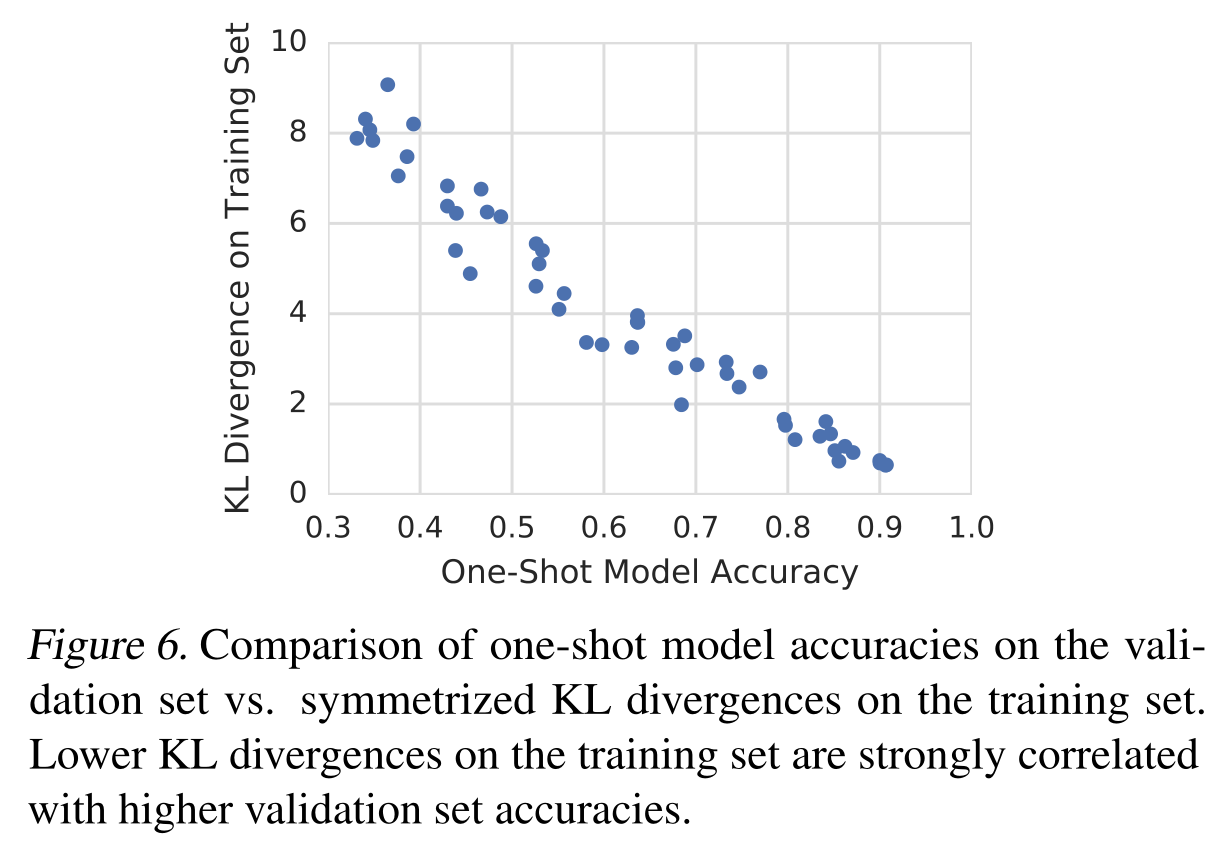 KL Divergence on Training Set
10
8
6
4
2
0
0.3 0.4 0.5 0.6 0.7 0.8 0.9 1.0
One-Shot Model Accuracy
Figure 6. Comparison of one-shot model accuracies on the vali-
dation set vs. symmetrized KL divergences on the training set.
Lower KL divergences on the training set are strongly correlated
with higher validation set accuracies.